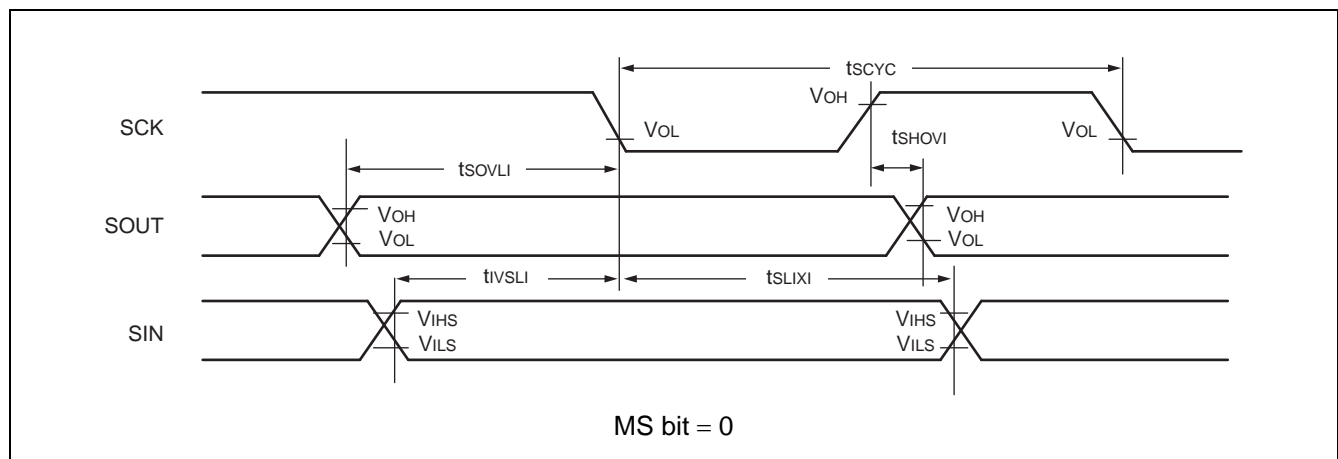 tSCYC
VOH
SCK
VOL
VOL
tSHOVI
tSOVLI
SOUT
VOH
VOL
VOH
VOL
tIVSLI
tSLIXI
SIN
VIHS
VILS
VIHS
VILS
MS bit = 0